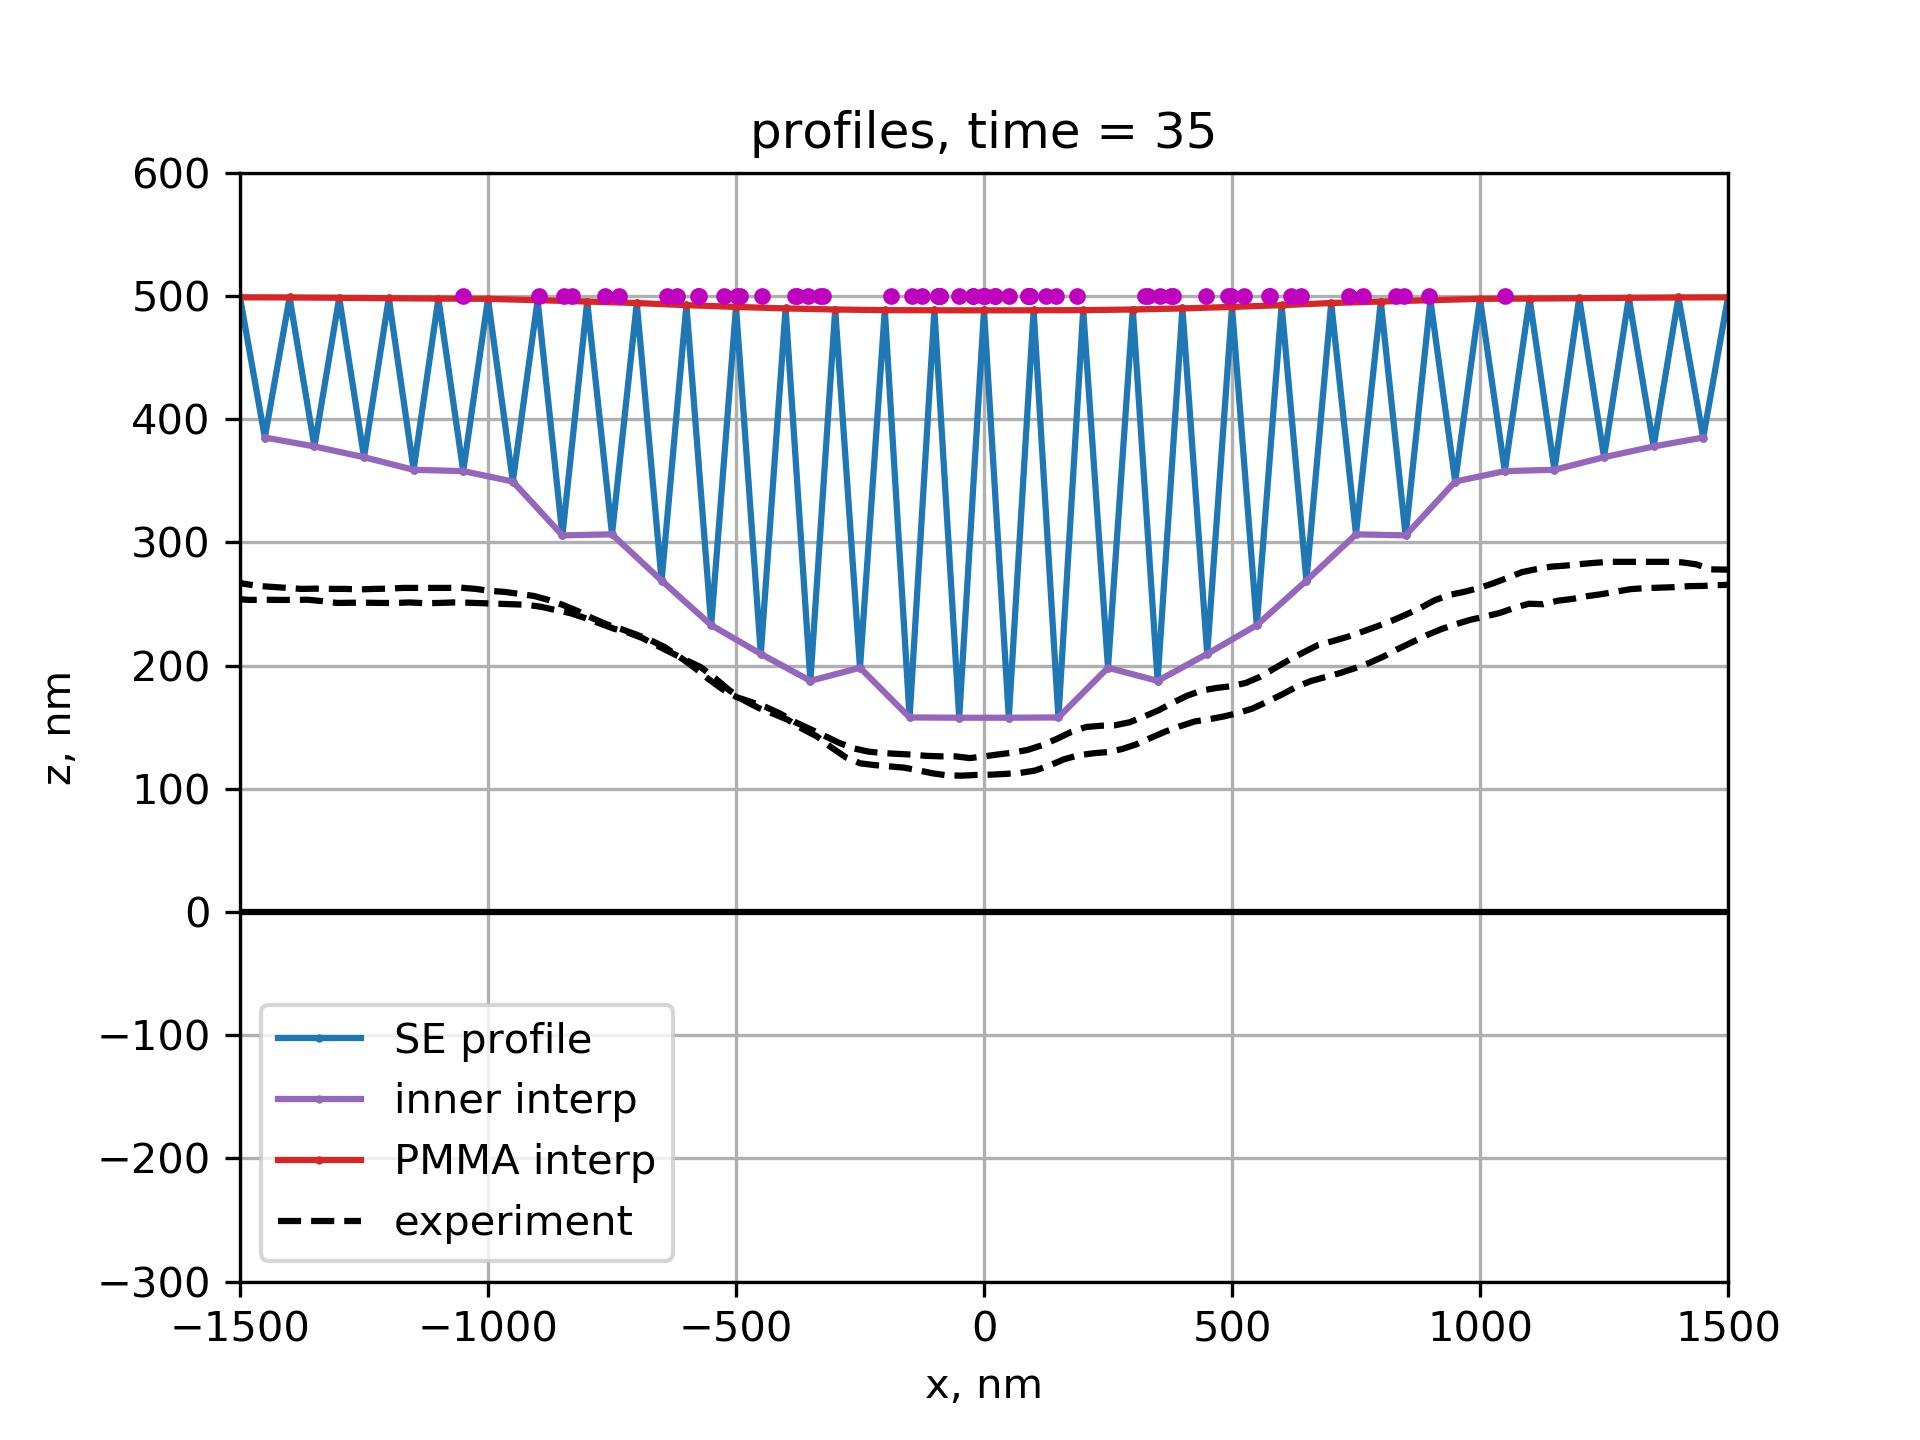 profiles, time = 35
600
500
400
300
200
100
0
−100
−200
−300
z, nm
SE profile
inner interp
PMMA interp
experiment
−1500 −1000 −500 0 500 1000 1500
x, nm